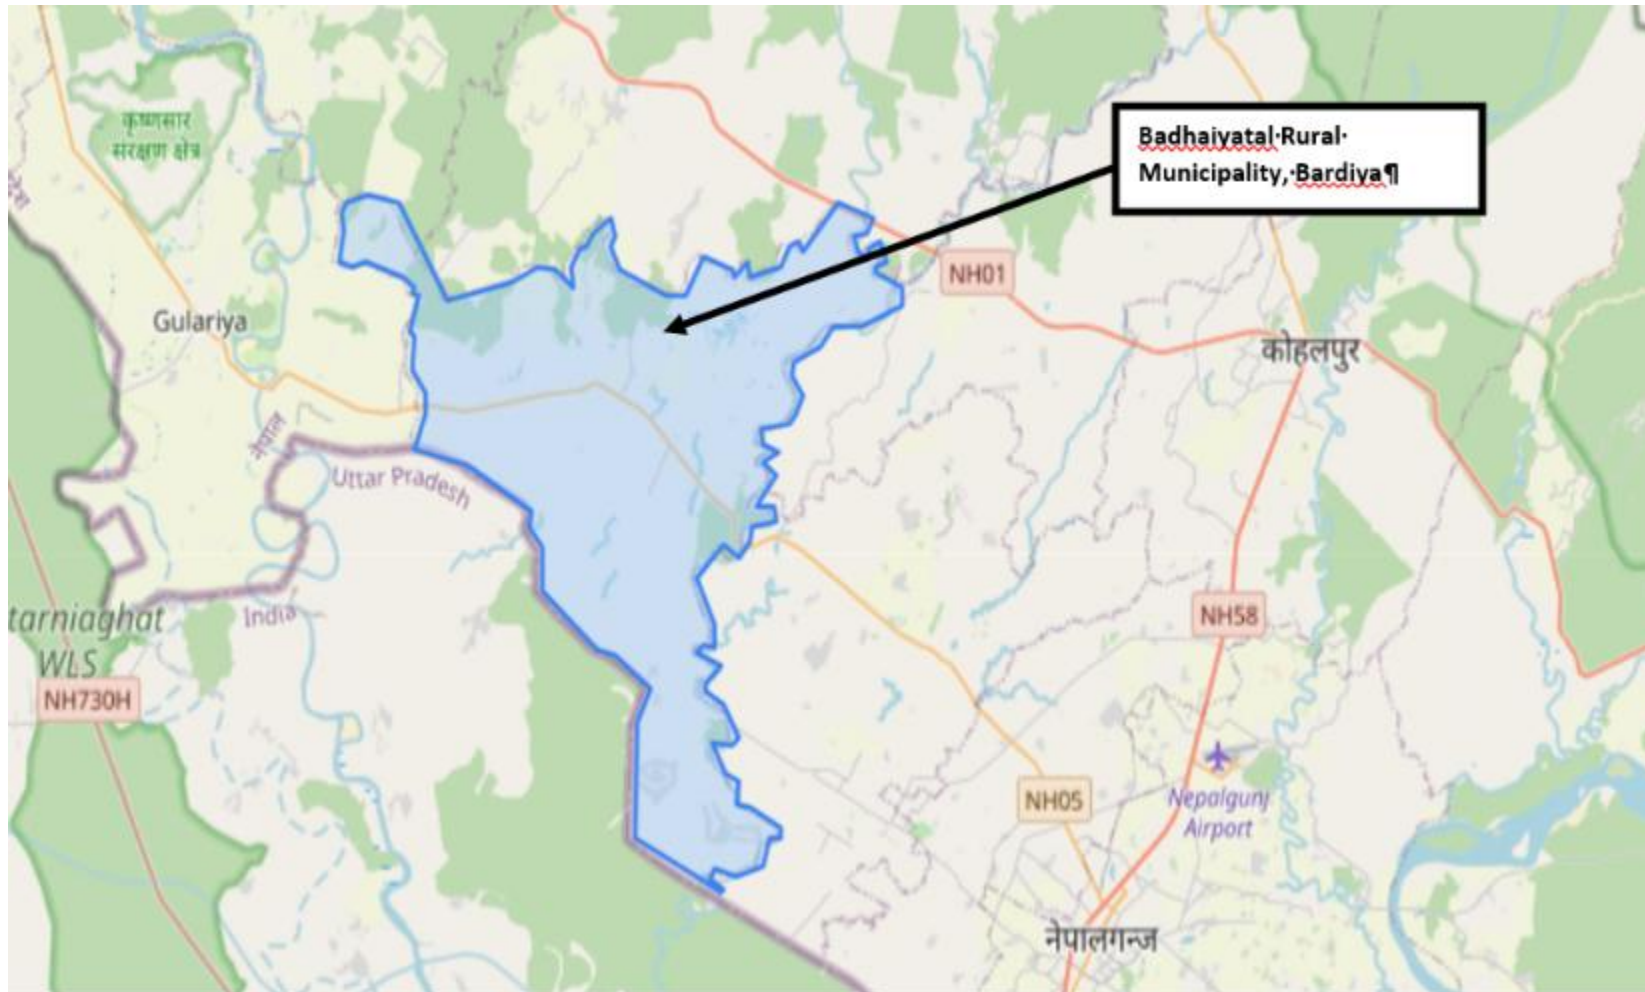 कृष्णसार
संरक्षण क्षेत्र
Badhaiyatal·Rural·
Municipality,·Bardiya¶
NH01
Gulariya
कोहलपुर
नेपाल
Uttar Pradesh
India
tarniaghat
WLS
NH730H
NH58
NH05
Nepalgunj
Airport
नेपालगन्ज